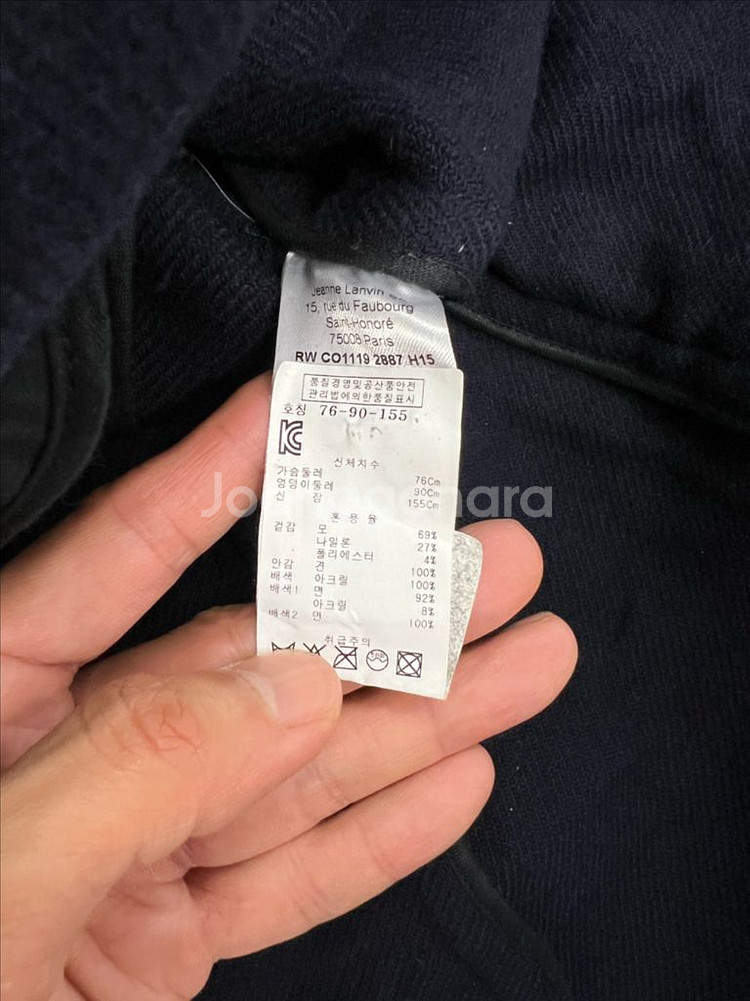 Jeanne Lanvin
15, rue du Faubourg
Saint-Honoré
75008 Paris
RW CO1119 2887 H15
품질경영및공산품안전
관리법에의한품질표시
호칭 76-90-155
신체치수
가슴둘레 76Cm
엉덩이둘레 90Cm
신 장 155Cm
혼 용 율
겉감 모 69%
나일론 27%
폴리에스터 4%
안감 견 100%
배색 아크릴 100%
배색1 면 92%
아크릴 8%
배색2 면 100%
취급주의